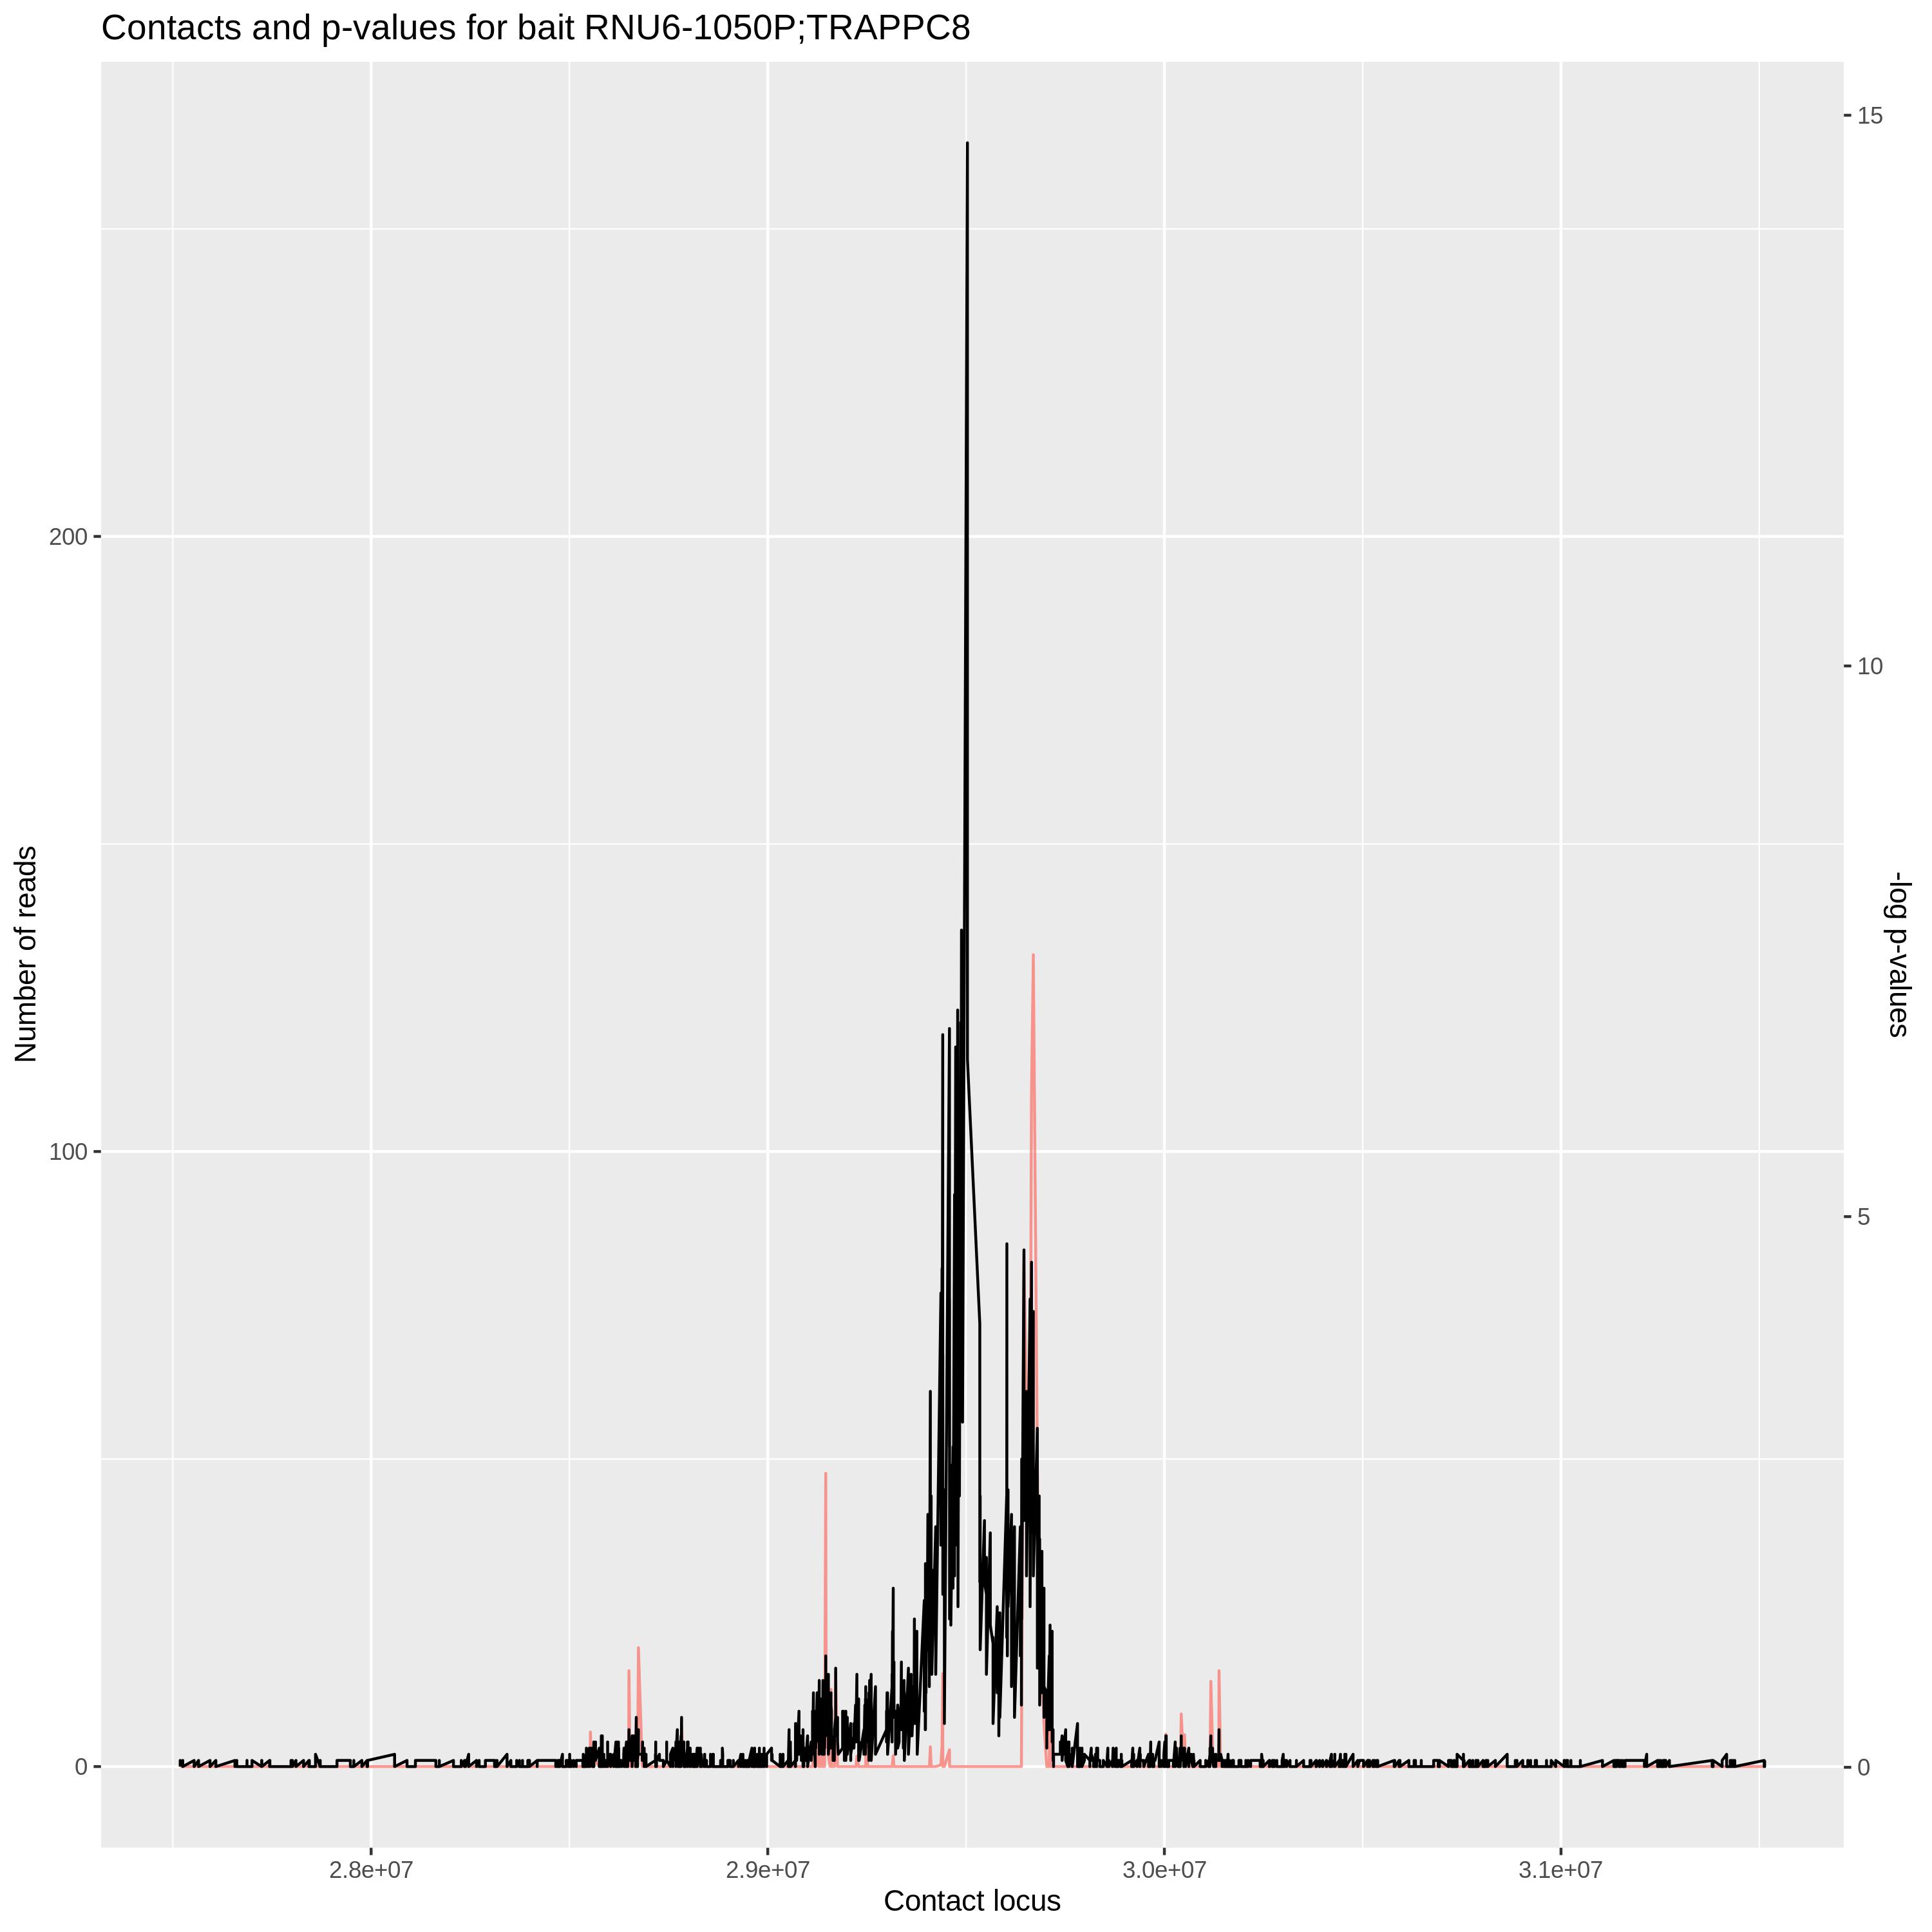 Contacts and p-values for bait RNU6-1050P;TRAPPC8
15
200
10
Number of reads
-log p-values
100
5
0
0
2.8e+07
2.9e+07
3.0e+07
3.1e+07
Contact locus